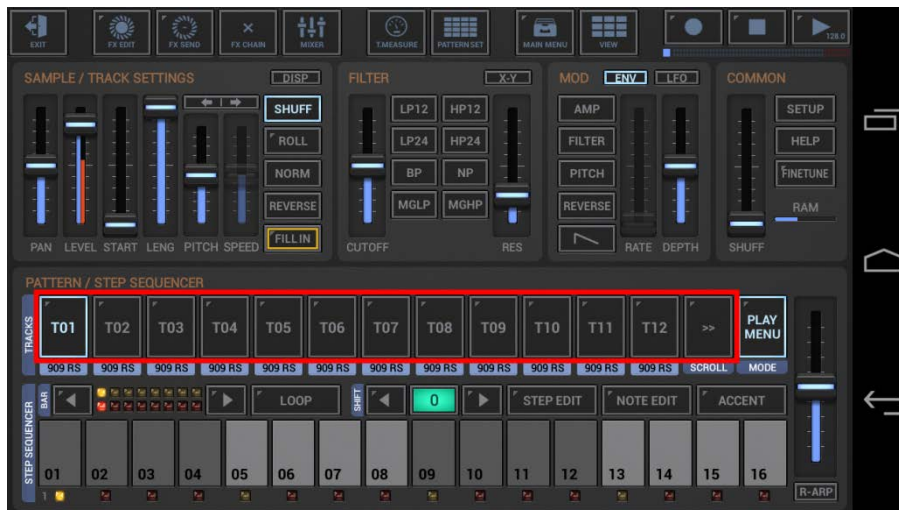 EXIT FX EDIT FX SEND FX CHAIN MIXER T.MEASURE PATTERN SET MAIN MENU VIEW 128.0
SAMPLE / TRACK SETTINGS DISP FILTER X-Y MOD ENV LFO COMMON
SHUFF LP12 HP12 AMP SETUP
ROLL LP24 HP24 FILTER HELP
NORM BP NP PITCH FINETUNE
REVERSE MGLP MGHP REVERSE RAM
FILL IN
PAN LEVEL START LENG PITCH SPEED CUTOFF RES RATE DEPTH SHUFF
PATTERN / STEP SEQUENCER
TRACKS
T01 T02 T03 T04 T05 T06 T07 T08 T09 T10 T11 T12 >> PLAY MENU
909 RS 909 RS 909 RS 909 RS 909 RS 909 RS 909 RS 909 RS 909 RS 909 RS 909 RS 909 RS SCROLL MODE
STEP SEQUENCER
BAR LOOP SHIFT 0 STEP EDIT NOTE EDIT ACCENT
01 02 03 04 05 06 07 08 09 10 11 12 13 14 15 16
1 R-ARP